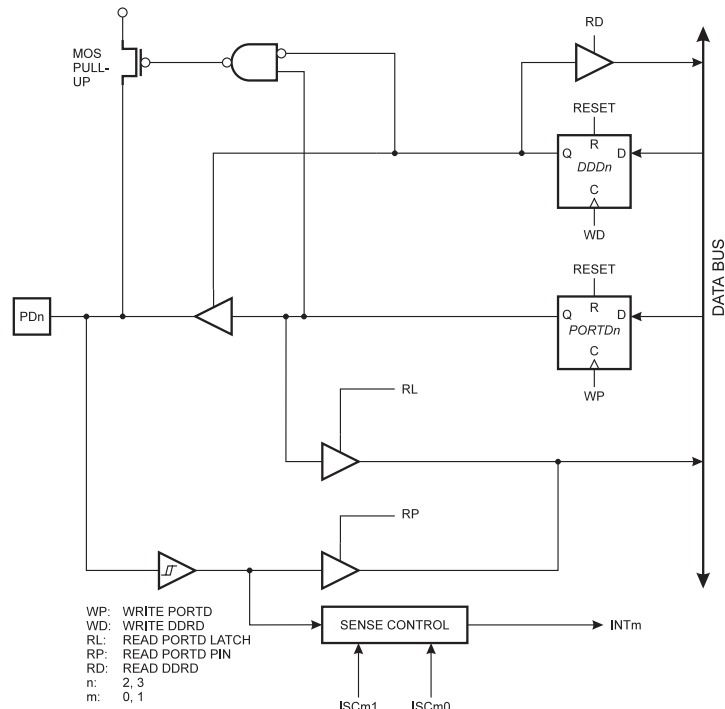 MOS
PULL-
UP
RD
RESET
R
Q
D
DDDn
C
WD
DATA BUS
RESET
PDn
R
Q
D
PORTDn
C
WP
RL
RP
WP: WRITE PORTD
WD: WRITE DDRD
RL: READ PORTD LATCH
RP: READ PORTD PIN
RD: READ DDRD
n: 2, 3
m: 0, 1
SENSE CONTROL
INTm
ISCm1
ISCm0